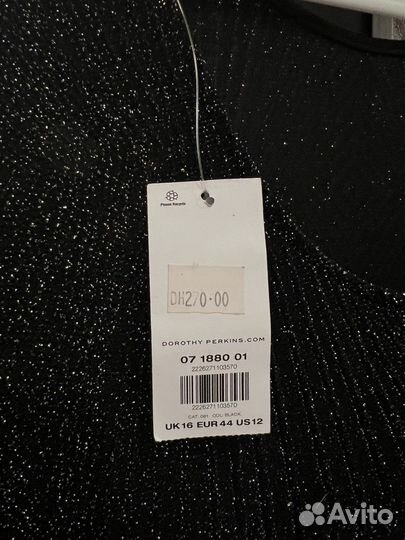 Please Recycle
DH270.00
DOROTHY PERKINS.COM
07 1880 01
2226271103570
2226271103570
CAT: 091 COL: BLACK
UK16 EUR44 US12
Avito